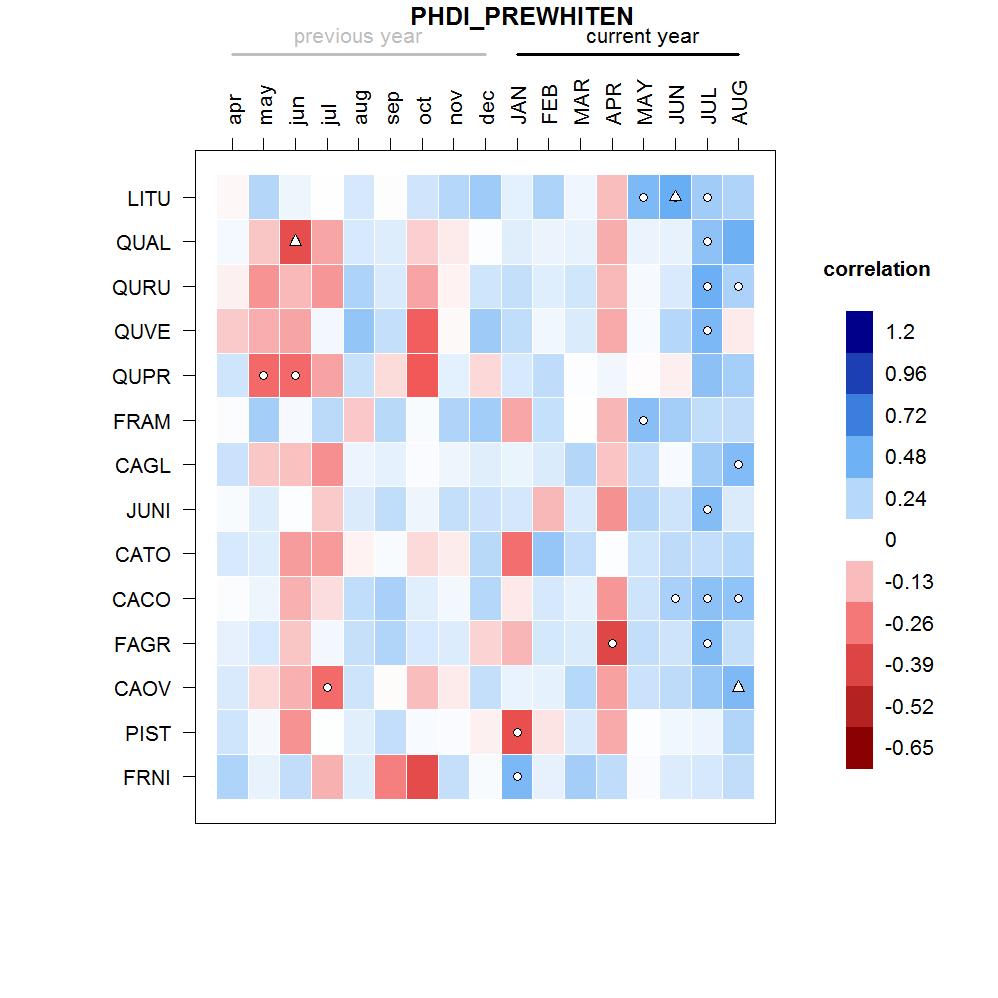 PHDI_PREWHITEN
previous year current year
apr may jun jul aug sep oct nov dec JAN FEB MAR APR MAY JUN JUL AUG
LITU
QUAL
QURU
QUVE
QUPR
FRAM
CAGL
JUNI
CATO
CACO
FAGR
CAOV
PIST
FRNI
correlation
1.2
0.96
0.72
0.48
0.24
0
-0.13
-0.26
-0.39
-0.52
-0.65